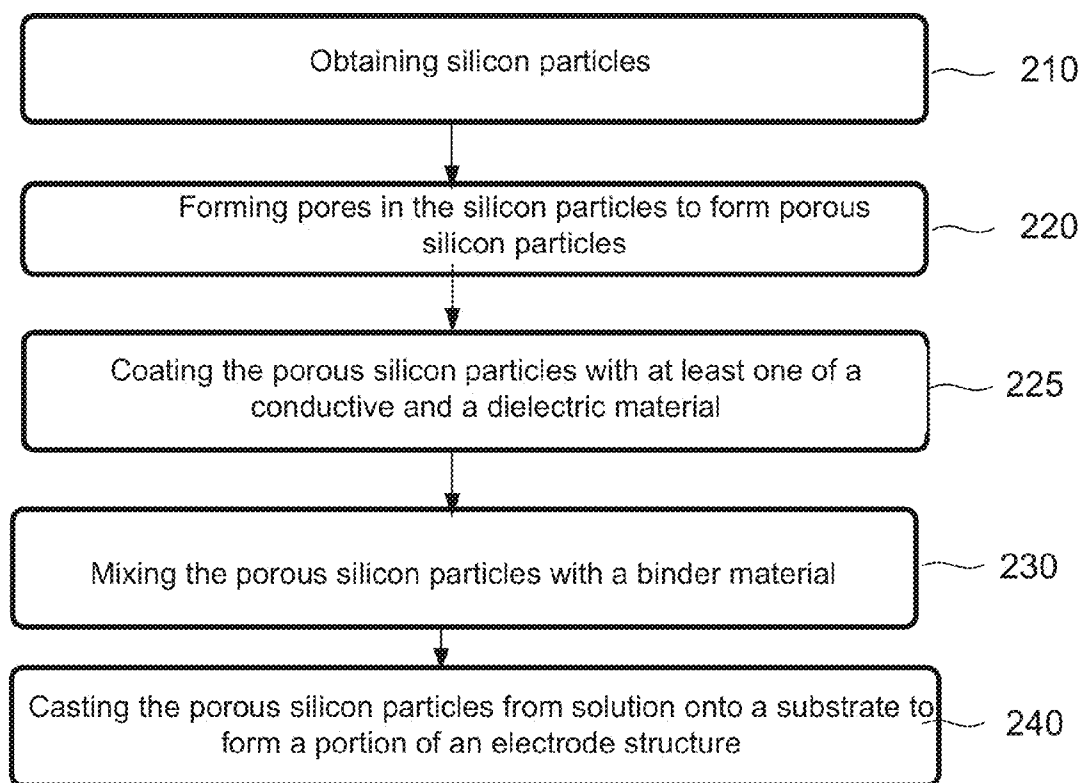 Obtaining silicon particles
210
Forming pores in the silicon particles to form porous
silicon particles
220
Coating the porous silicon particles with at least one of a
conductive and a dielectric material
225
Mixing the porous silicon particles with a binder material
230
Casting the porous silicon particles from solution onto a substrate to
form a portion of an electrode structure
240